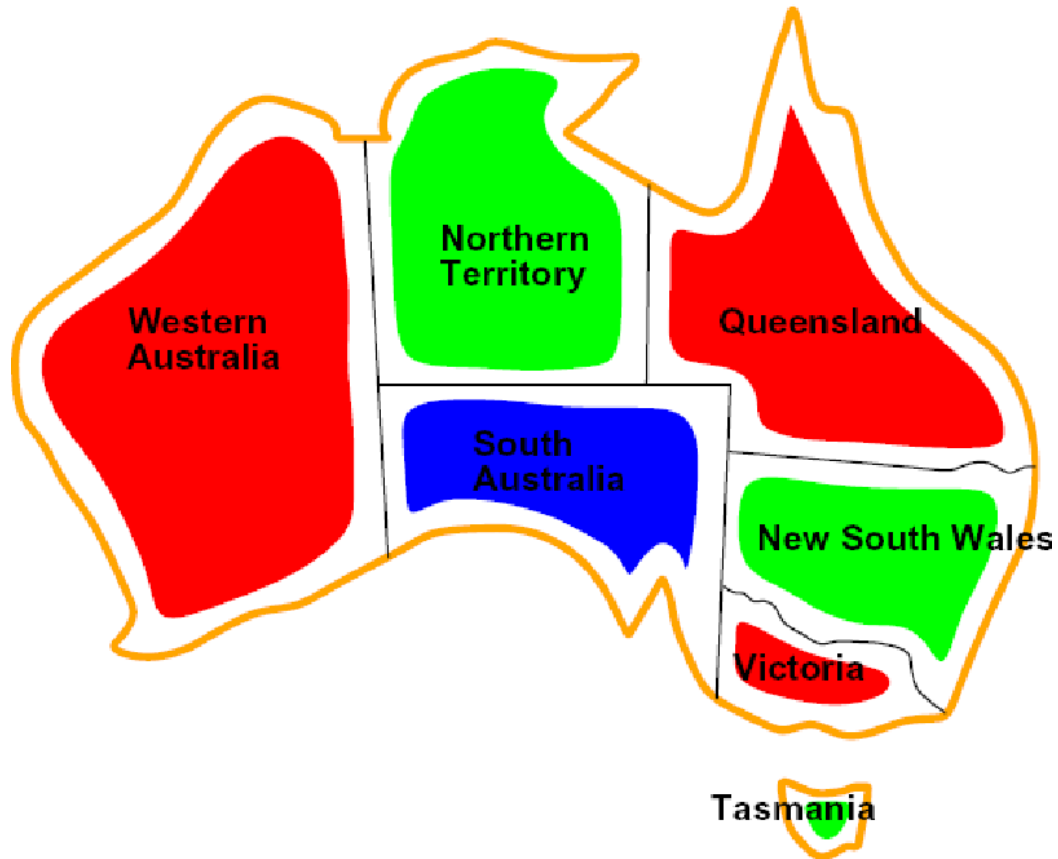 Northern
Territory
Western
Australia
Queensland
South
Australia
New South Wales
Victoria
Tasmania